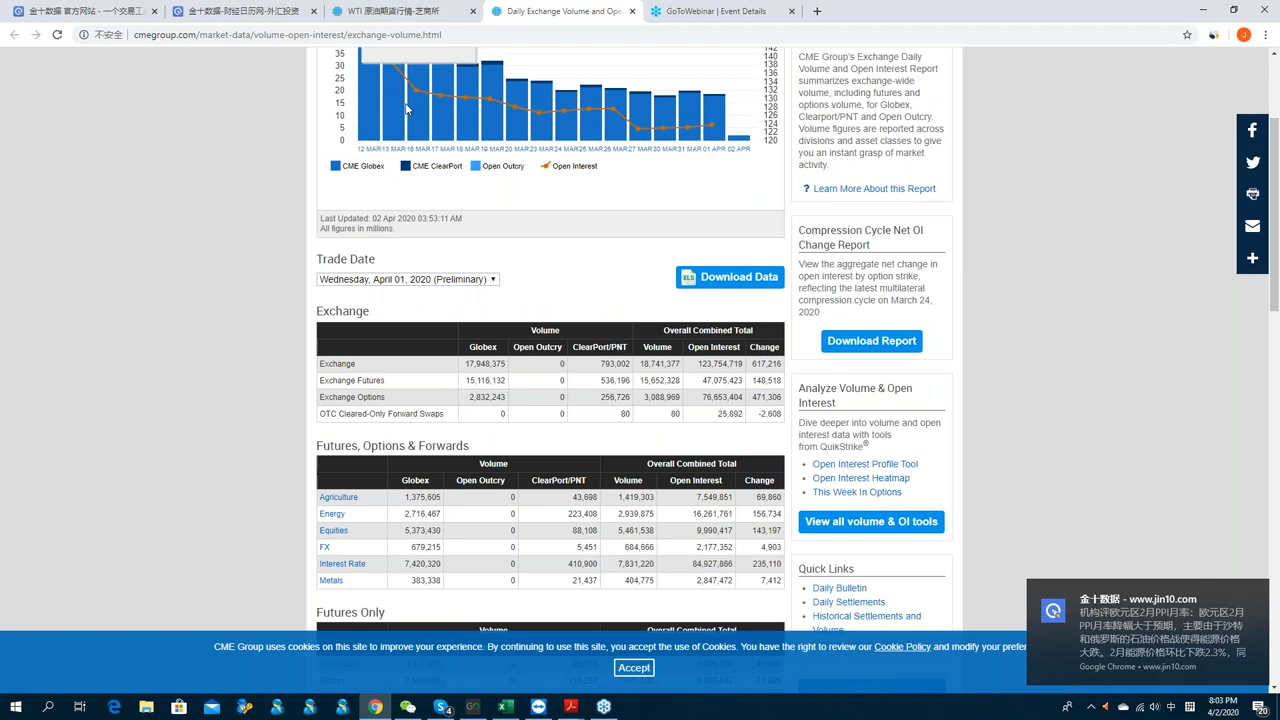 金十数据 官方网站 - 一个交易工
金十数据-财经日历网-外汇投资
WTI 原油期货行情-芝商所
Daily Exchange Volume and Ope
GoToWebinar | Event Details
不安全
cmegroup.com/market-data/volume-open-interest/exchange-volume.html
J
35
30
25
20
15
10
5
0
142
140
138
136
134
132
130
128
126
124
122
120
12 MAR 13 MAR 16 MAR 17 MAR 18 MAR 19 MAR 20 MAR 23 MAR 24 MAR 25 MAR 26 MAR 27 MAR 30 MAR 31 MAR 01 APR 02 APR
CME Globex CME ClearPort Open Outcry Open Interest
Last Updated: 02 Apr 2020 03:53:11 AM
All figures in millions.
Trade Date
Wednesday, April 01, 2020 (Preliminary)
XLS Download Data
Exchange
Volume Overall Combined Total
Globex Open Outcry ClearPort/PNT Volume Open Interest Change
Exchange 17,948,375 0 793,002 18,741,377 123,754,719 617,216
Exchange Futures 15,116,132 0 536,196 15,652,328 47,075,423 148,518
Exchange Options 2,832,243 0 256,726 3,088,969 76,653,404 471,306
OTC Cleared-Only Forward Swaps 0 0 80 80 25,892 -2,608
Futures, Options & Forwards
Volume Overall Combined Total
Globex Open Outcry ClearPort/PNT Volume Open Interest Change
Agriculture 1,375,605 0 43,698 1,419,303 7,549,851 69,860
Energy 2,716,467 0 223,408 2,939,875 16,261,761 156,734
Equities 5,373,430 0 88,108 5,461,538 9,990,417 143,197
FX 679,215 0 5,451 684,666 2,177,352 4,903
Interest Rate 7,420,320 0 410,900 7,831,220 84,927,866 235,110
Metals 383,338 0 21,437 404,775 2,847,472 7,412
Futures Only
Volume Overall Combined Total
CME Group's Exchange Daily
Volume and Open Interest Report
summarizes exchange-wide
volume, including futures and
options volume, for Globex,
Clearport/PNT and Open Outcry.
Volume figures are reported across
divisions and asset classes to give
you an instant grasp of market
activity.
? Learn More About this Report
Compression Cycle Net OI
Change Report
View the aggregate net change in
open interest by option strike,
reflecting the latest multilateral
compression cycle on March 24,
2020
Download Report
Analyze Volume & Open
Interest
Dive deeper into volume and open
interest data with tools
from QuikStrike®
Open Interest Profile Tool
Open Interest Heatmap
This Week In Options
View all volume & OI tools
Quick Links
Daily Bulletin
Daily Settlements
Historical Settlements and
Volume
CME Group uses cookies on this site to improve your experience. By continuing to use this site, you accept the use of Cookies. You have the right to review our Cookie Policy and modify your prefer
Accept
金十数据 - www.jin10.com
机构评欧元区2月PPI月率：欧元区2月
PPI月率降幅大于预期，主要由于沙特
和俄罗斯的石油价格战使得能源价格
大跌。2月能源价格环比下跌2.3%，同
Google Chrome • www.jin10.com
中
8:03 PM
4/2/2020
20